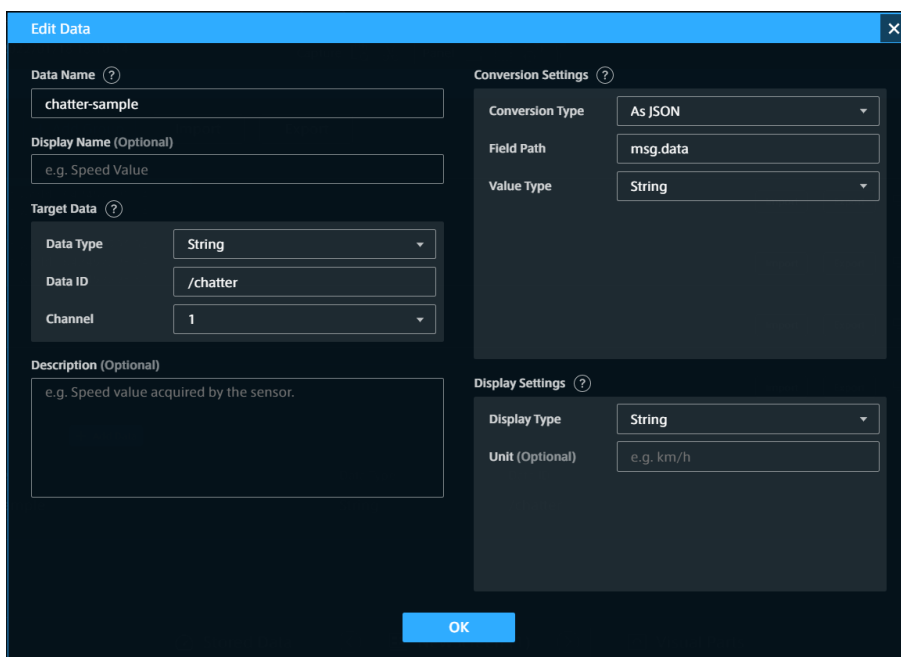 Edit Data
Data Name ?
chatter-sample
Display Name (Optional)
e.g. Speed Value
Target Data ?
Data Type String
Data ID /chatter
Channel 1
Description (Optional)
e.g. Speed value acquired by the sensor.
Conversion Settings ?
Conversion Type As JSON
Field Path msg.data
Value Type String
Display Settings ?
Display Type String
Unit (Optional) e.g. km/h
OK